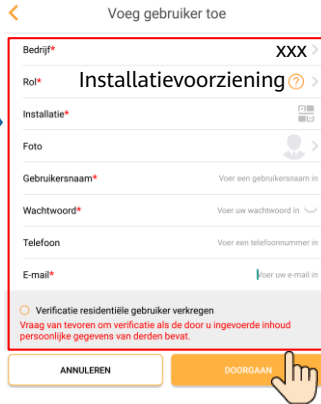 Voeg gebruiker toe
Bedrijf* xxx
Rol* Installatievoorziening ?
Installatie*
Foto
Gebruikersnaam* Voer een gebruikersnaam in
Wachtwoord* Voer uw wachtwoord in
Telefoon Voer een telefoonnummer in
E-mail* Voer uw e-mail in
Verificatie residentiële gebruiker verkregen
Vraag van tevoren om verificatie als de door u ingevoerde inhoud
persoonlijke gegevens van derden bevat.
ANNULEREN DOORGAAN